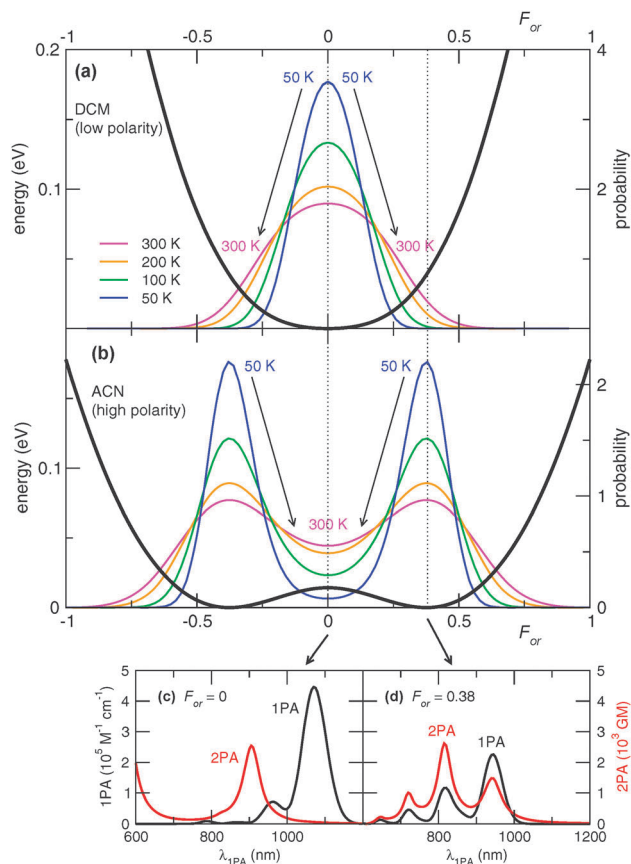 F_or
-1 -0.5 0 0.5 1
0.2 4
(a)
50 K 50 K
DCM
(low polarity)
energy (eV)
0.1 2
probability
300 K
200 K
100 K
50 K
300 K 300 K
0
(b)
50 K 50 K
ACN
(high polarity)
2
energy (eV)
0.1
probability
1
300 K
0 0
-1 -0.5 0 0.5 1
F_or
5 5
(c) F_or = 0 (d) F_or = 0.38
1PA (10^5 M^-1 cm^-1)
4 4
1PA 2PA 1PA
3 3
2PA
2 2
1 1
0 0
2PA (10^3 GM)
600 800 1000 800 1000 1200
λ_1PA (nm) λ_1PA (nm)